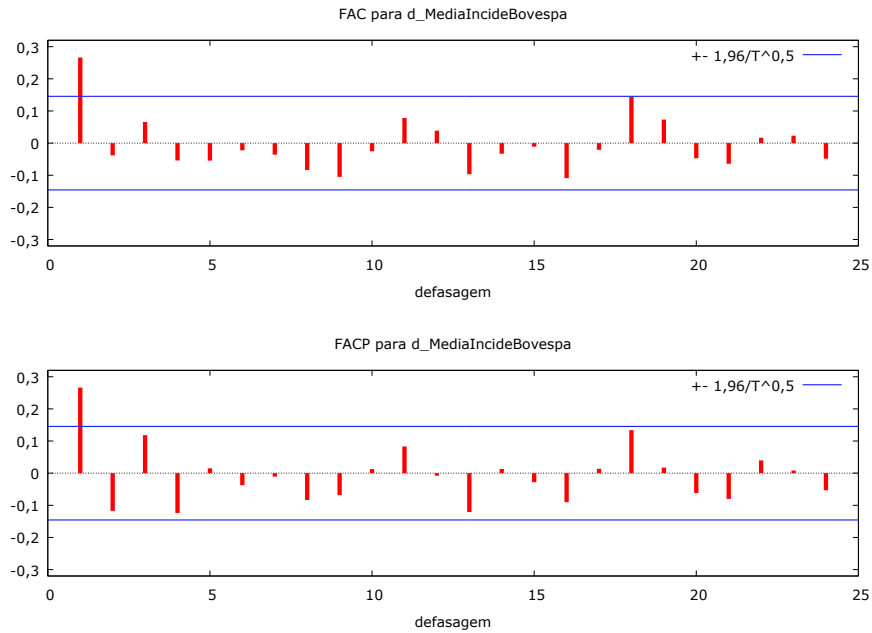 FAC para d_MediaIncideBovespa
+- 1,96/T^0,5
0,3
0,2
0,1
0
-0,1
-0,2
-0,3
0 5 10 15 20 25
defasagem
FACP para d_MediaIncideBovespa
+- 1,96/T^0,5
0,3
0,2
0,1
0
-0,1
-0,2
-0,3
0 5 10 15 20 25
defasagem